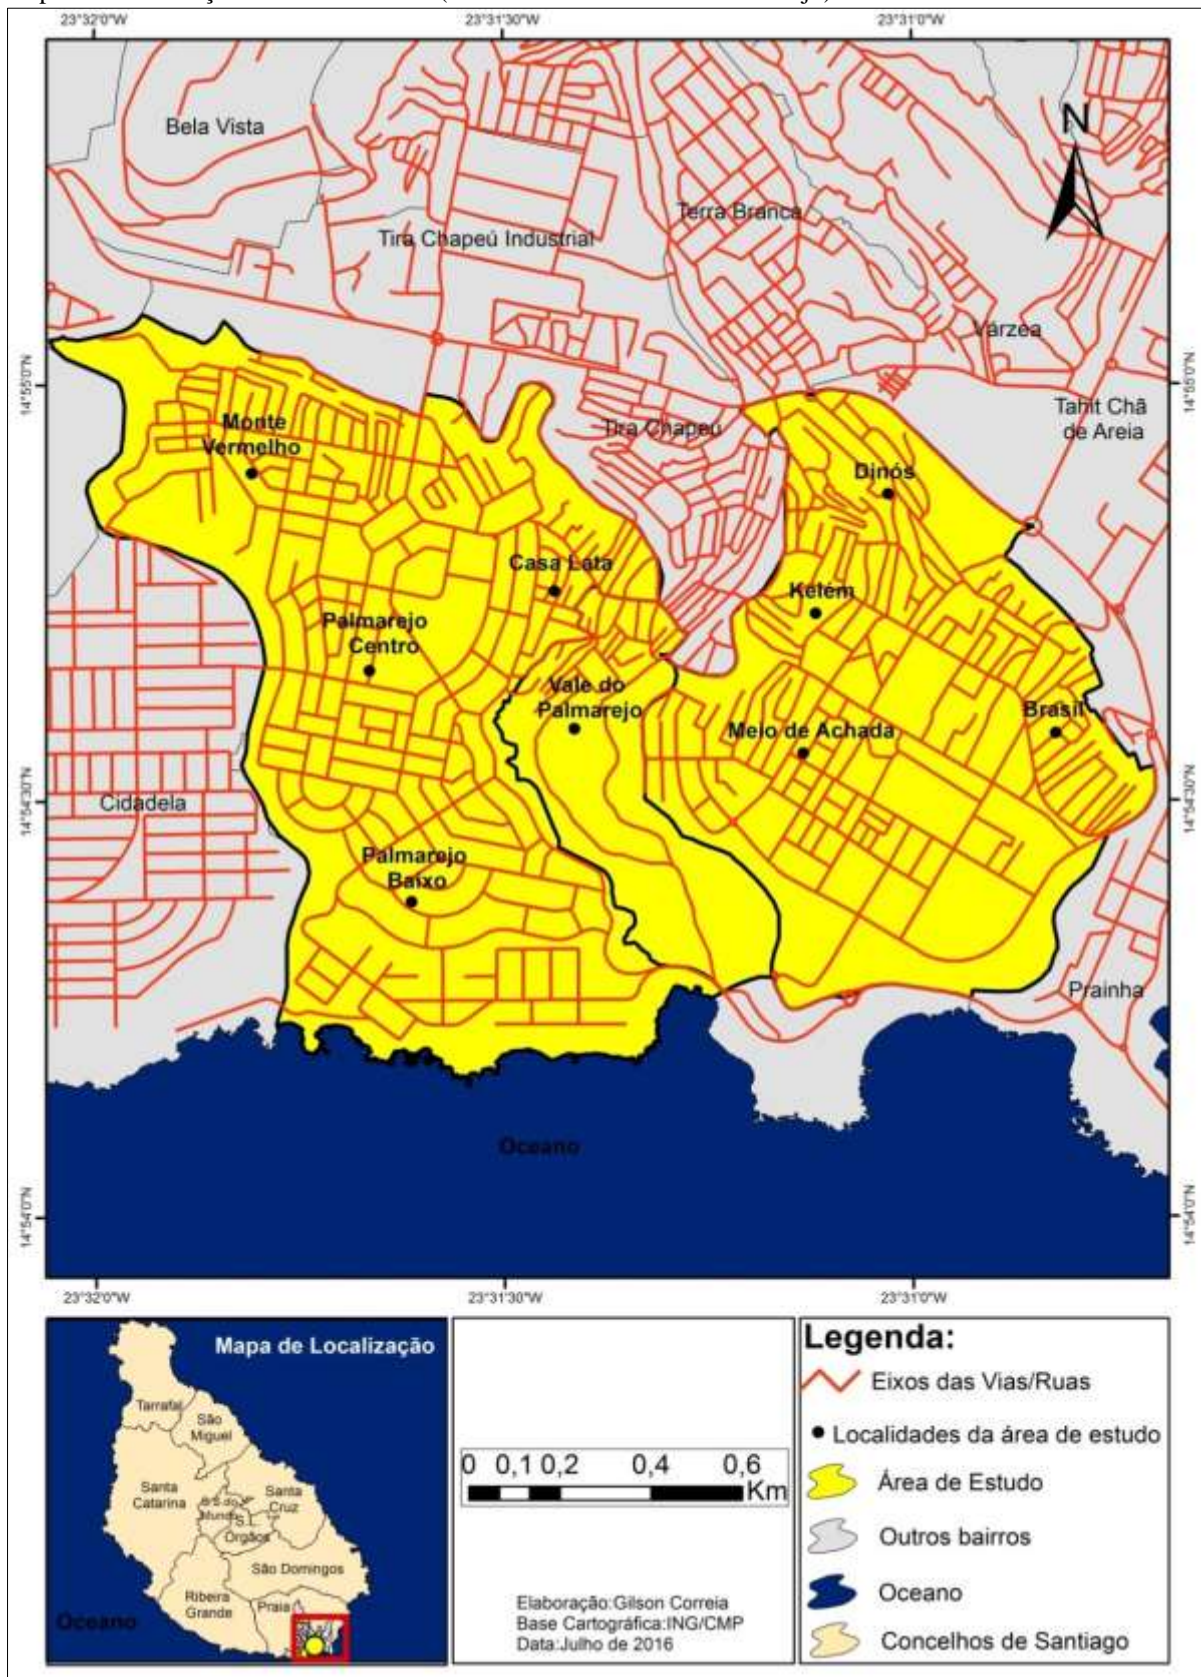 23°32'0"W
23°31'30"W
23°31'0"W
N
Bela Vista
Terra Branca
Tira Chapeú Industrial
Várzea
14°55'0"N
14°55'0"N
Tahit Chã
de Areia
Monte
Vermelho
Tira Chapeú
Dinós
Casa Lata
Kelém
Palmarejo
Centro
Vale do
Palmarejo
Brasil
Meio de Achada
14°54'30"N
14°54'30"N
Cidadela
Palmarejo
Baixo
Prainha
Oceano
14°54'0"N
14°54'0"N
23°32'0"W
23°31'30"W
23°31'0"W
Mapa de Localização
Tarrafal
São
Miguel
Santa
Catarina
Santa
Cruz
S.S.do
Mundo
S.L.
Orgãos
São Domingos
Ribeira
Grande
Praia
Oceano
0 0,1 0,2 0,4 0,6
Km
Elaboração:Gilson Correia
Base Cartográfica:ING/CMP
Data:Julho de 2016
Legenda:
Eixos das Vias/Ruas
Localidades da área de estudo
Área de Estudo
Outros bairros
Oceano
Concelhos de Santiago